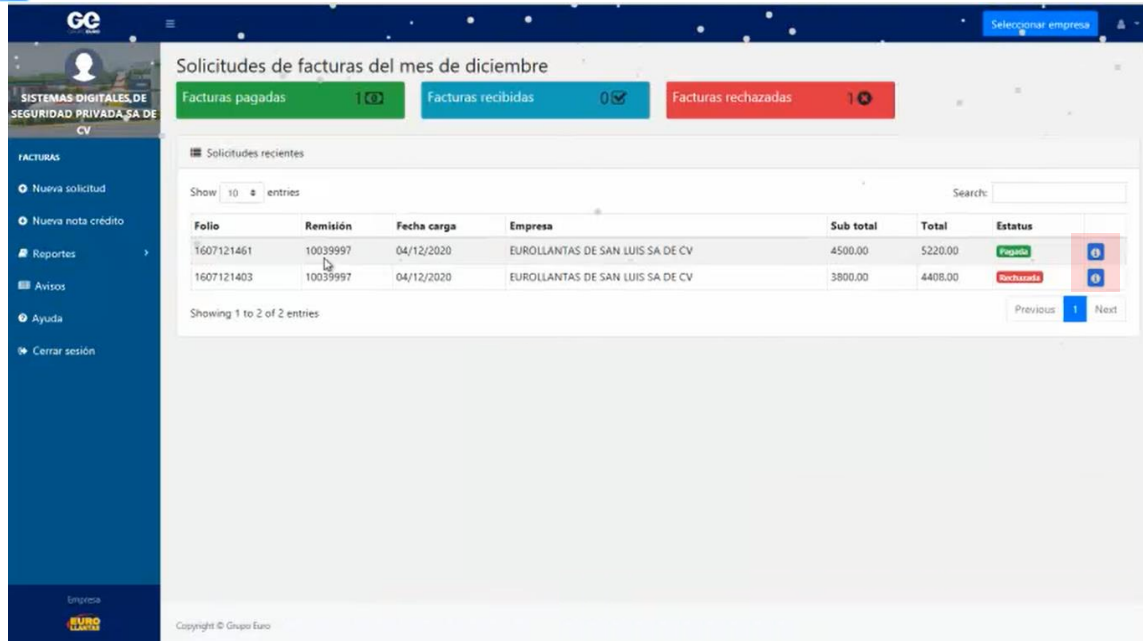 GE
GRUPO EURO
Seleccionar empresa
SISTEMAS DIGITALES DE
SEGURIDAD PRIVADA SA DE
CV
FACTURAS
Nueva solicitud
Nueva nota crédito
Reportes
Avisos
Ayuda
Cerrar sesión
Empresa
EURO
LLANTAS
Solicitudes de facturas del mes de diciembre
Facturas pagadas 1
Facturas recibidas 0
Facturas rechazadas 1
Solicitudes recientes
Show 10 entries
Search:
Folio Remisión Fecha carga Empresa Sub total Total Estatus
1607121461 10039997 04/12/2020 EUROLLANTAS DE SAN LUIS SA DE CV 4500.00 5220.00 Pagada
1607121403 10039997 04/12/2020 EUROLLANTAS DE SAN LUIS SA DE CV 3800.00 4408.00 Rechazada
Showing 1 to 2 of 2 entries
Previous 1 Next
Copyright © Grupo Euro